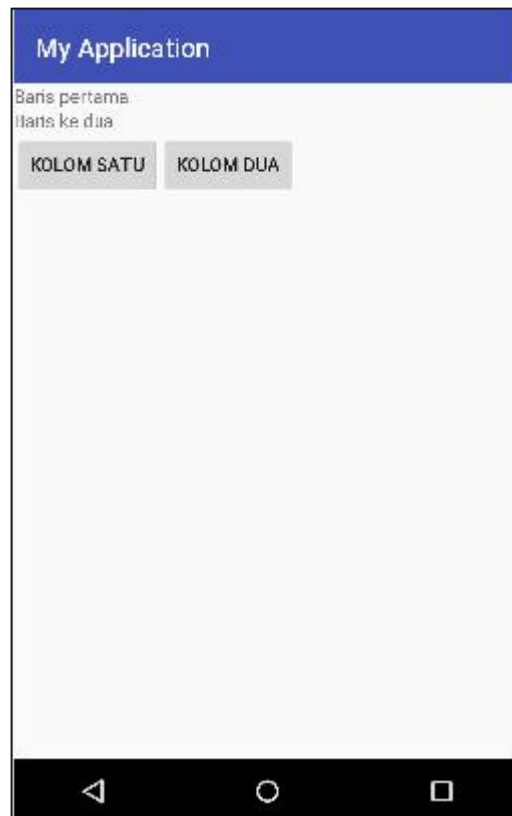 My Application
Baris pertama
Baris ke dua
KOLOM SATU KOLOM DUA